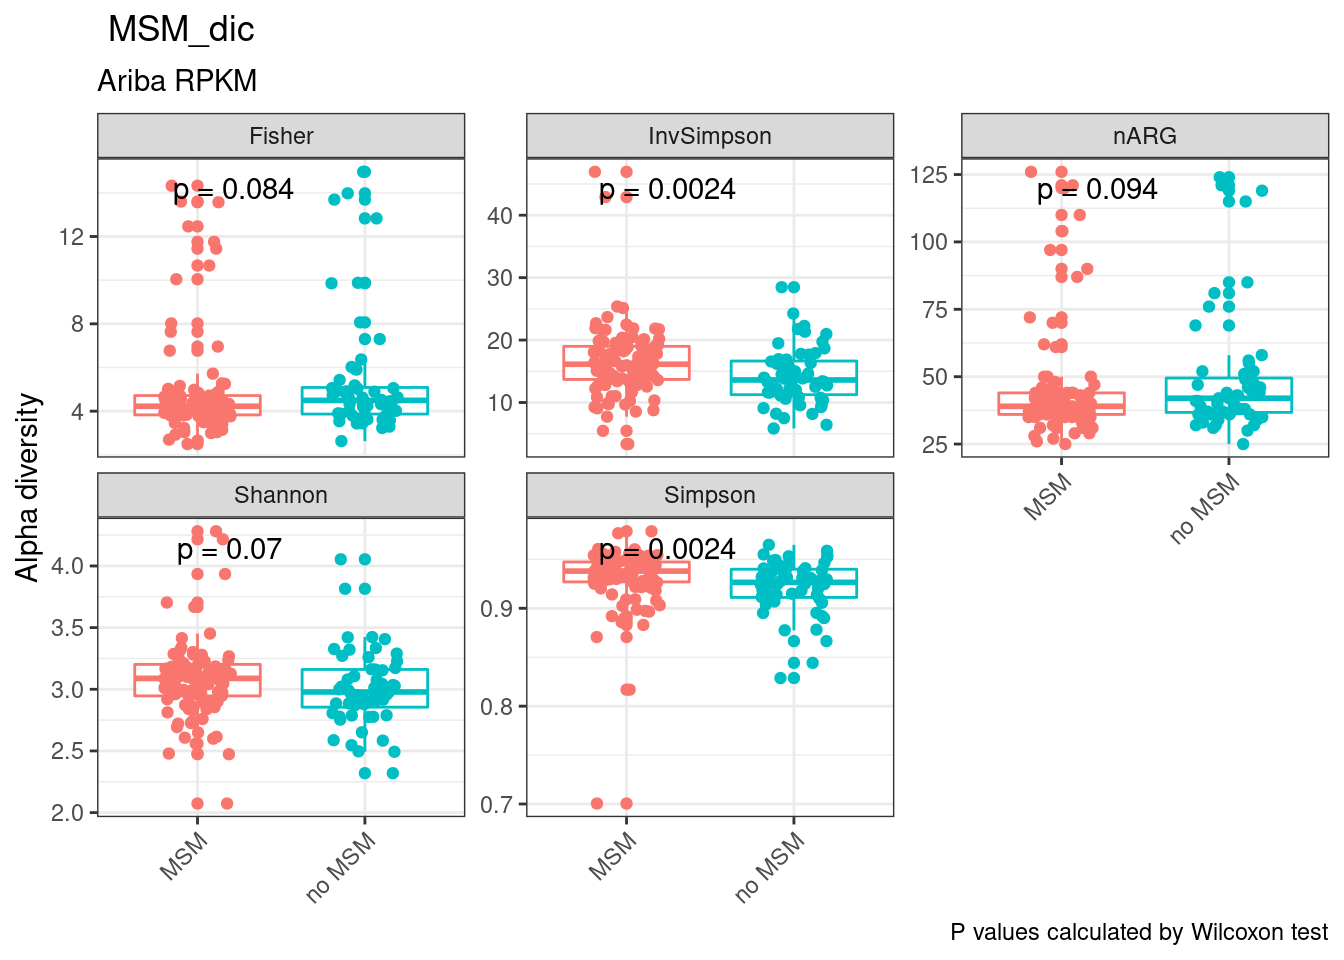 MSM_dic
Ariba RPKM
Alpha diversity
Fisher
p = 0.084
12
8
4
InvSimpson
p = 0.0024
40
30
20
10
nARG
p = 0.094
125
100
75
50
25
MSM
no MSM
Shannon
p = 0.07
4.0
3.5
3.0
2.5
2.0
MSM
no MSM
Simpson
p = 0.0024
0.9
0.8
0.7
MSM
no MSM
P values calculated by Wilcoxon test